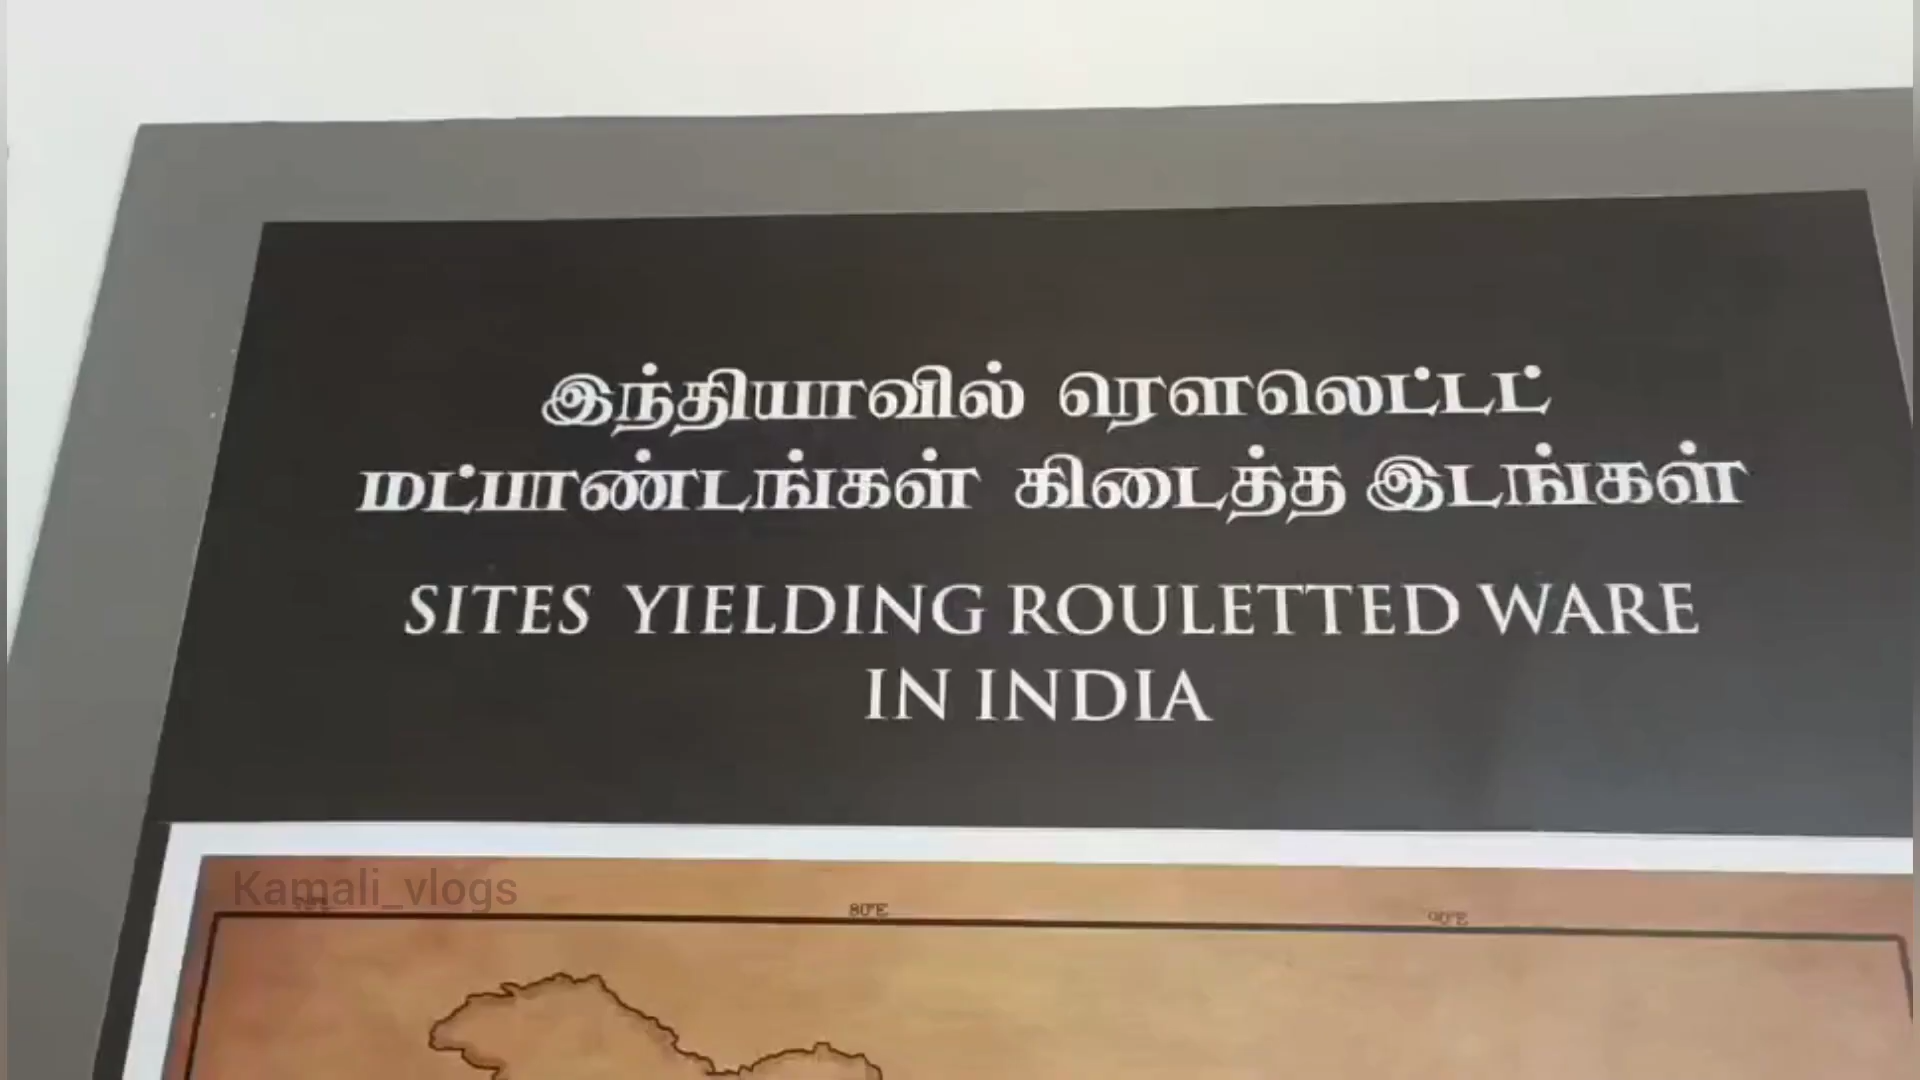 இந்தியாவில் ரௌலெட்டட்
மட்பாண்டங்கள் கிடைத்த இடங்கள்
SITES YIELDING ROULETTED WARE
IN INDIA
Kamali_vlogs
80°E
90°E